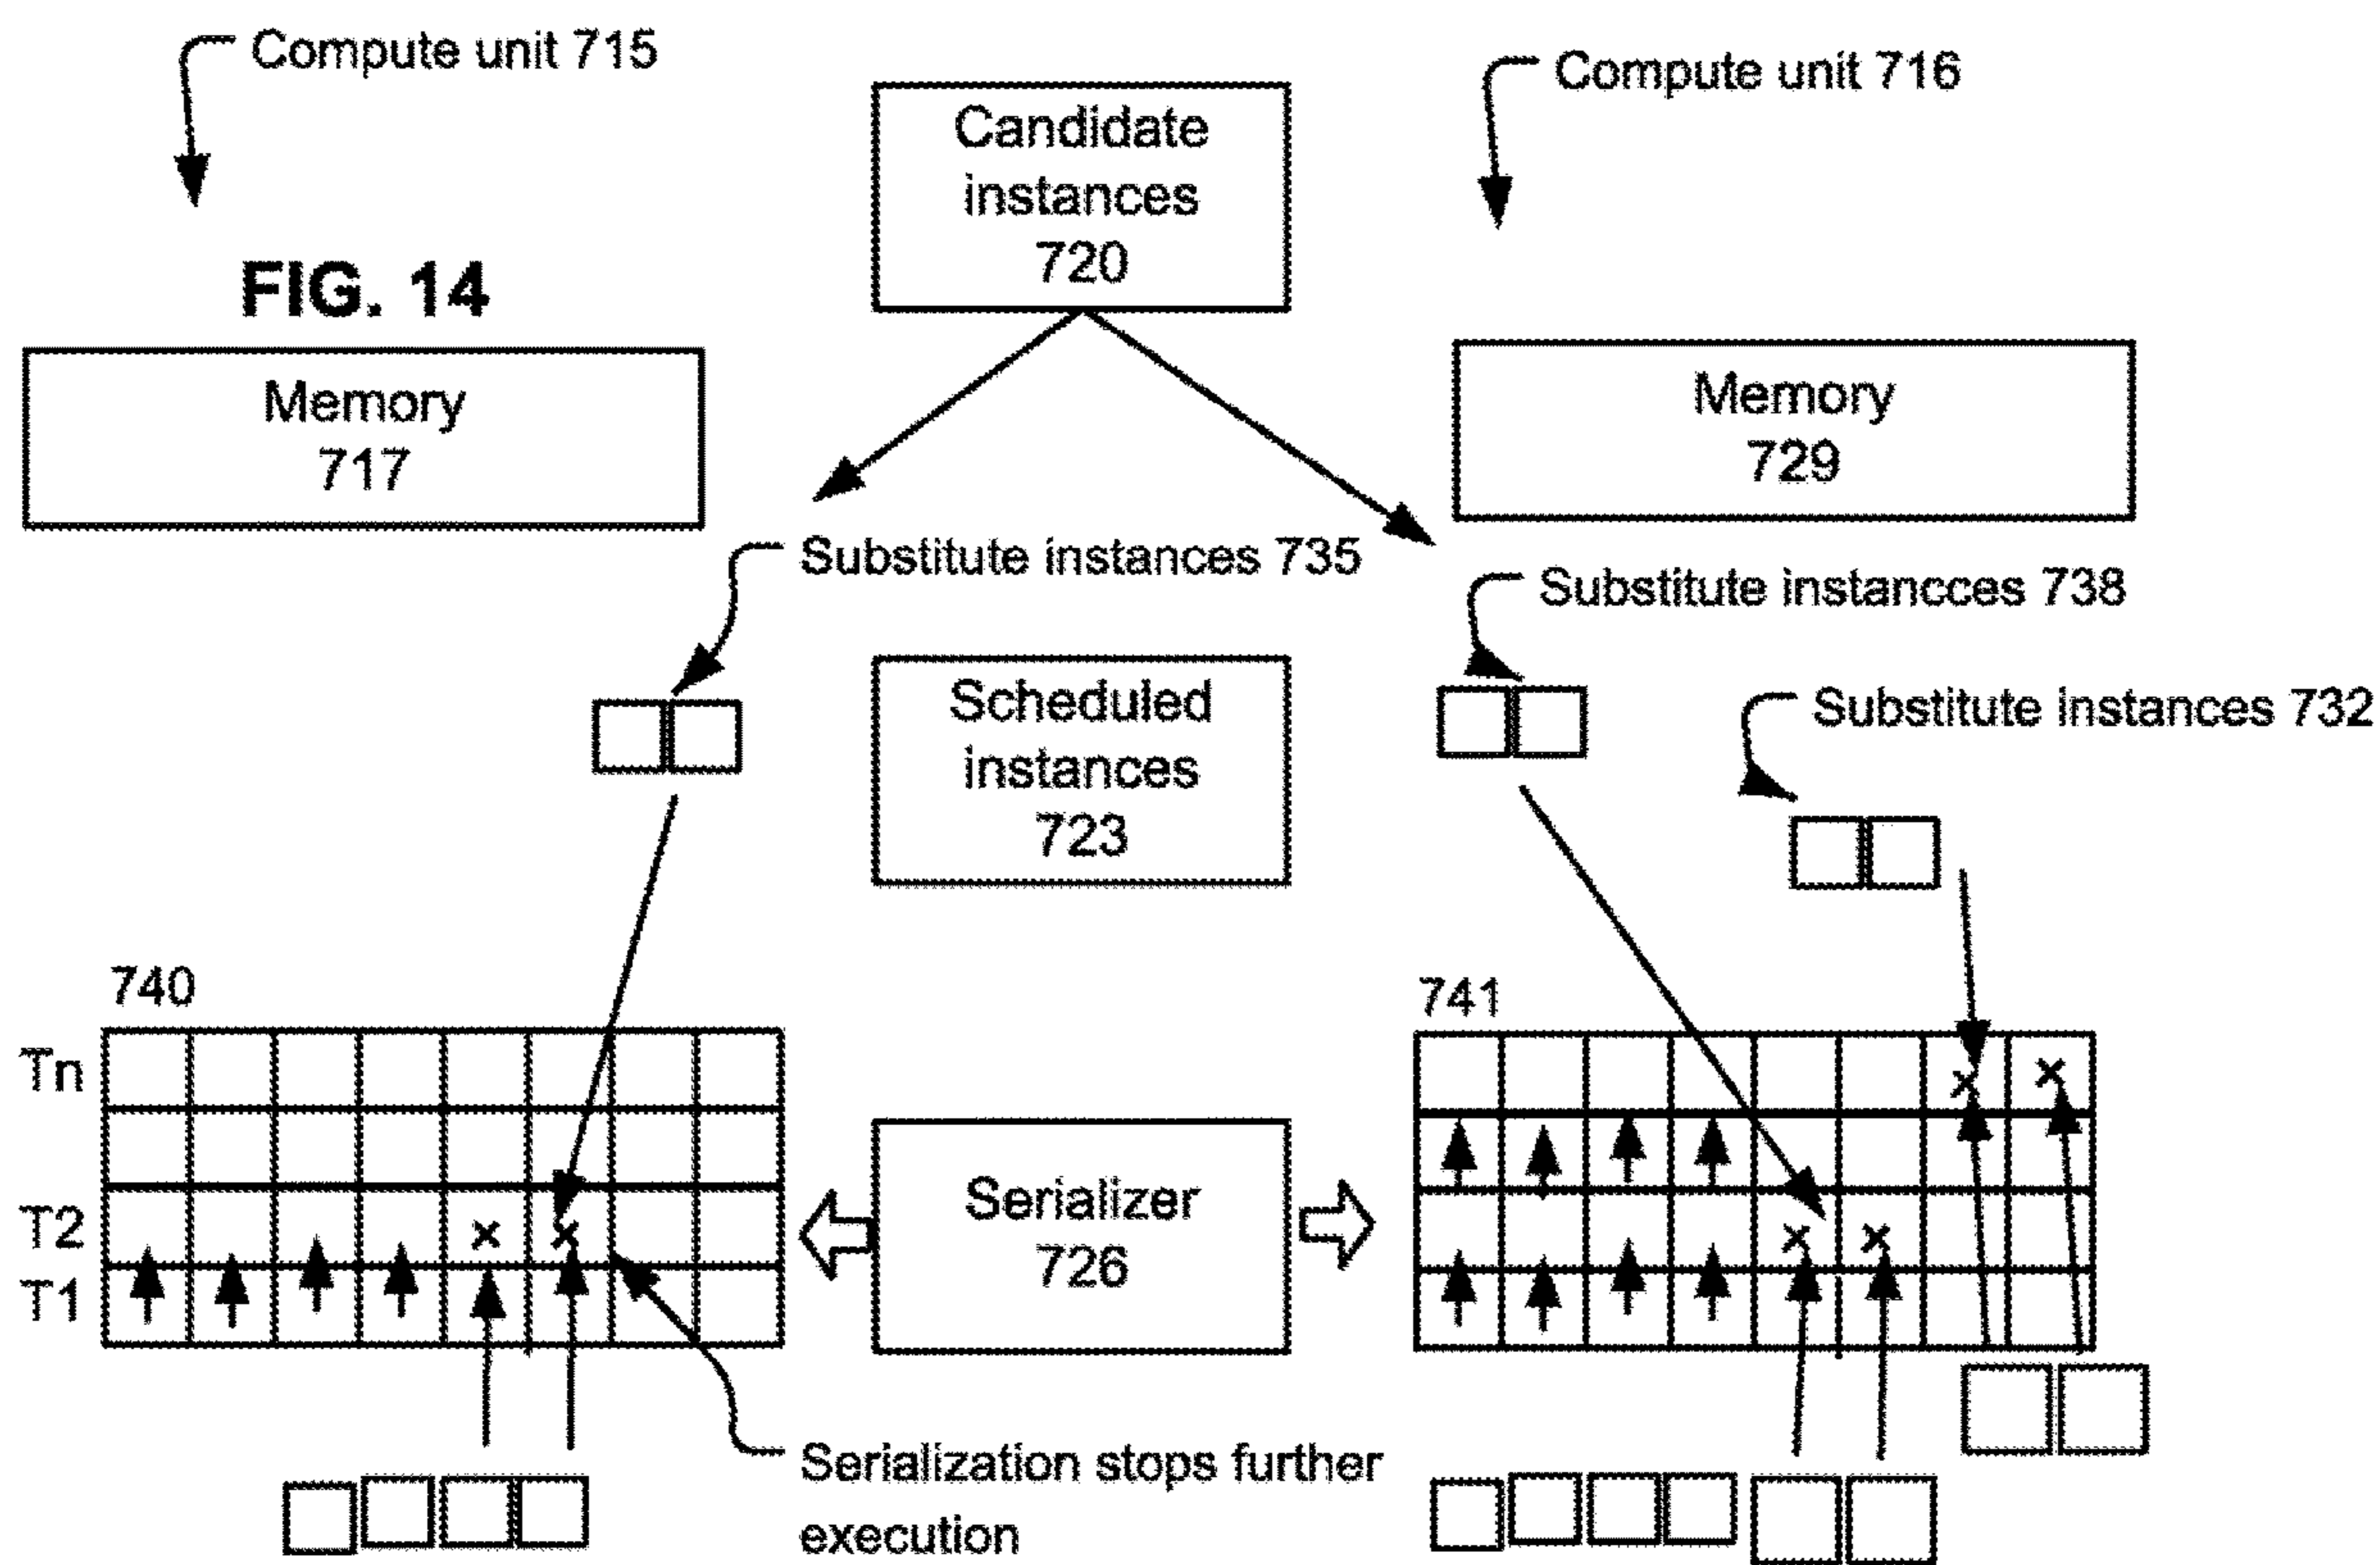 Compute unit 715
Compute unit 716
Candidate
instances
720
FIG. 14
Memory
717
Memory
729
Substitute instances 735
Substitute instancces 738
Scheduled
instances
723
Substitute instances 732
740
741
Tn
T2
T1
Serializer
726
Serialization stops further
execution